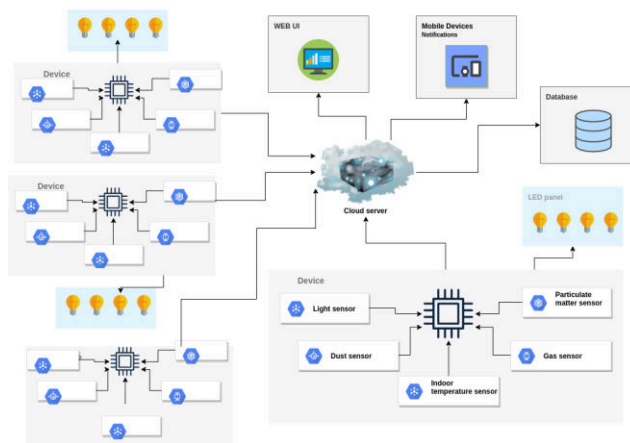 WEB UI
Mobile Devices
Notifications
Database
Device
Device
Cloud server
LED panel
Device
Light sensor
Particulate
matter sensor
Dust sensor
Gas sensor
Indoor
temperature sensor